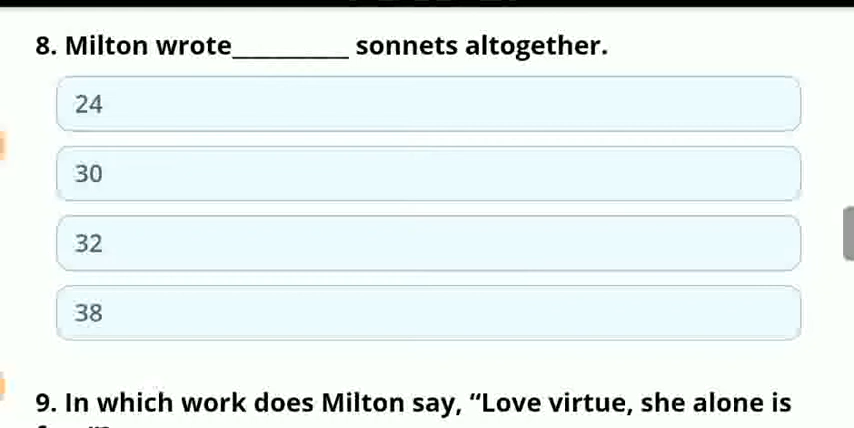 8. Milton wrote_________ sonnets altogether.
24
30
32
38
9. In which work does Milton say, “Love virtue, she alone is